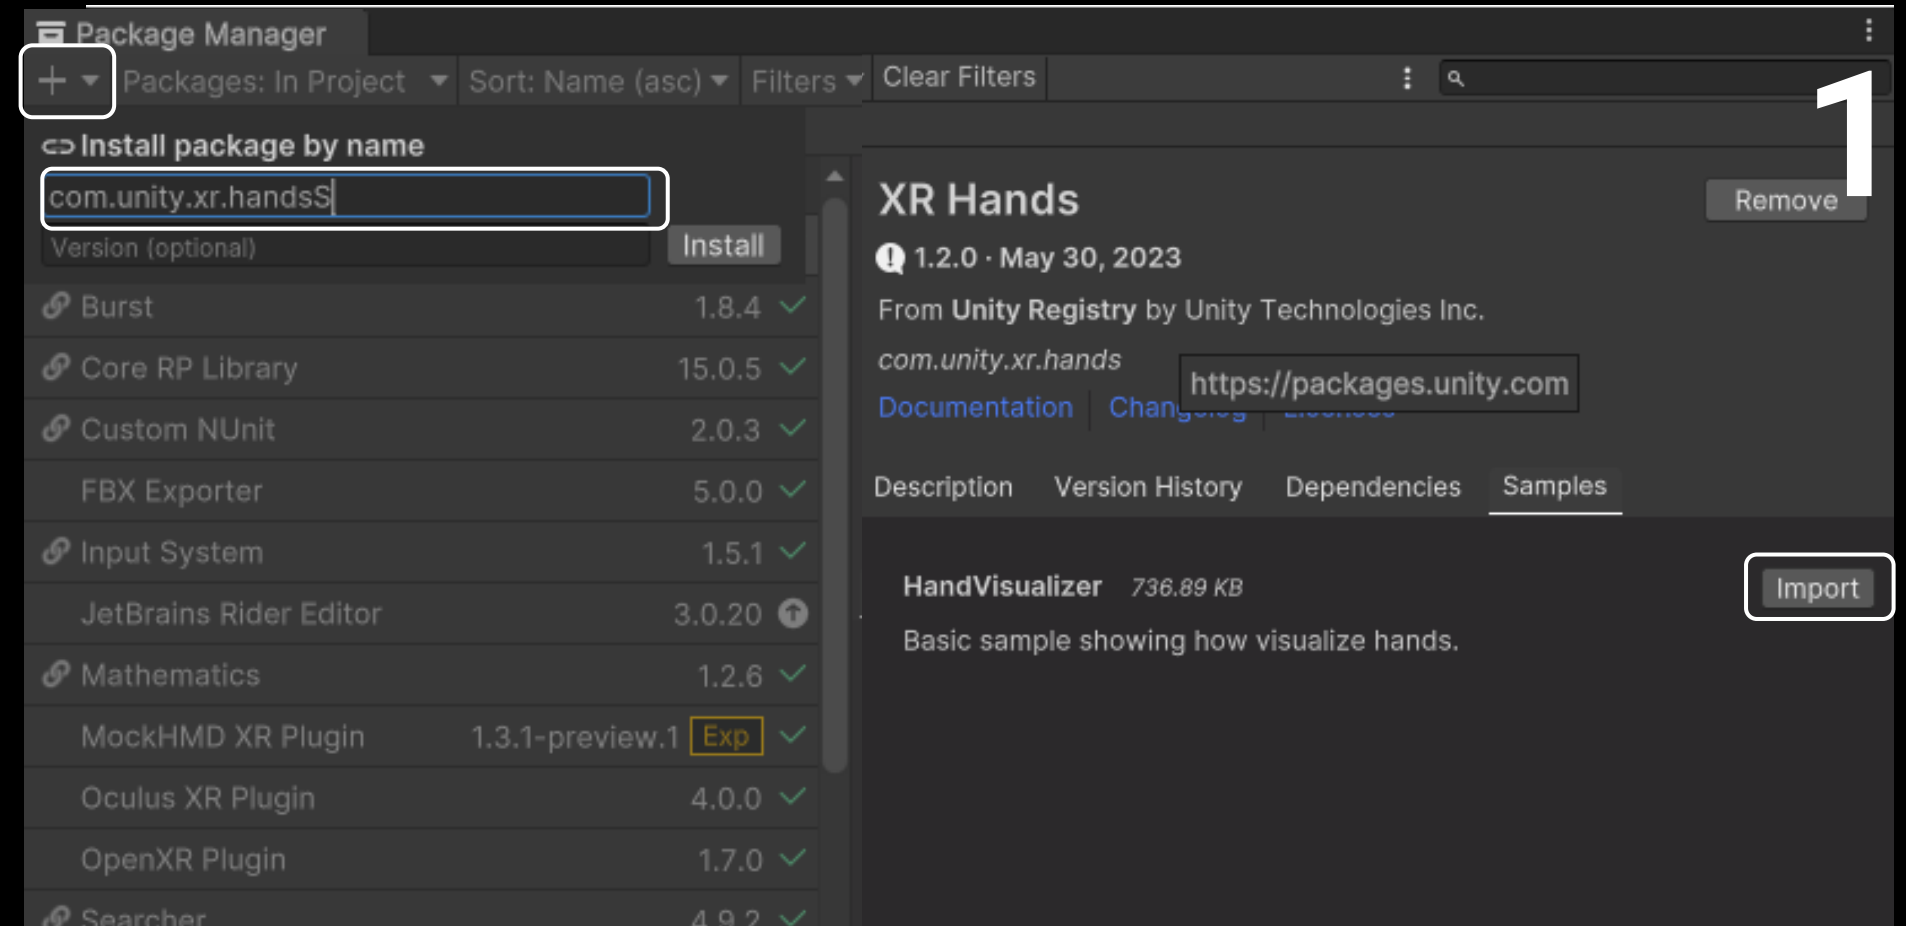 Package Manager
Packages: In Project
Sort: Name (asc)
Filters
Clear Filters
1
Install package by name
com.unity.xr.handsS
Version (optional)
Install
Burst 1.8.4
Core RP Library 15.0.5
Custom NUnit 2.0.3
FBX Exporter 5.0.0
Input System 1.5.1
JetBrains Rider Editor 3.0.20
Mathematics 1.2.6
MockHMD XR Plugin 1.3.1-preview.1 Exp
Oculus XR Plugin 4.0.0
OpenXR Plugin 1.7.0
Searcher 4.9.2
XR Hands
Remove
1.2.0 · May 30, 2023
From Unity Registry by Unity Technologies Inc.
com.unity.xr.hands
https://packages.unity.com
Documentation Changelog Licenses
Description Version History Dependencies Samples
HandVisualizer 736.89 KB
Import
Basic sample showing how visualize hands.